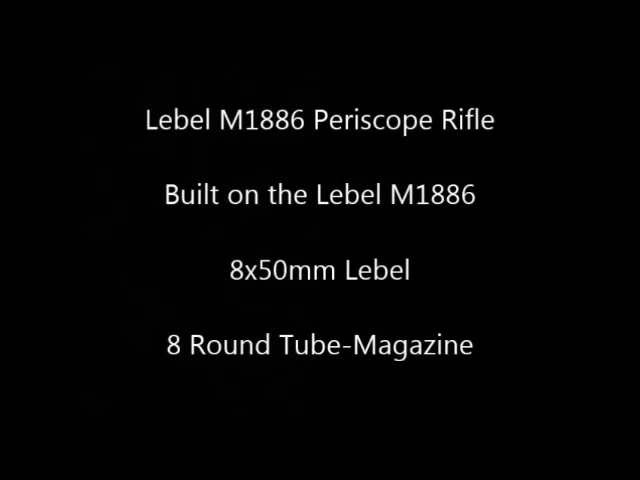 Lebel M1886 Periscope Rifle
Built on the Lebel M1886
8x50mm Lebel
8 Round Tube-Magazine